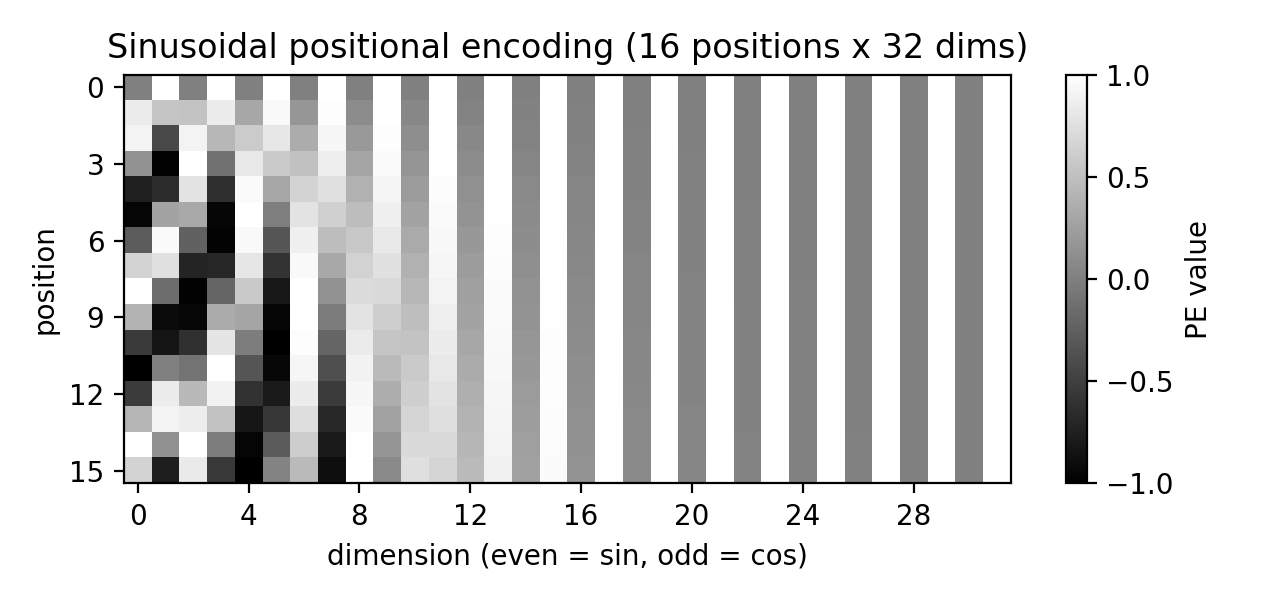 Sinusoidal positional encoding (16 positions x 32 dims)
0
3
6
9
12
15
position
0 4 8 12 16 20 24 28
dimension (even = sin, odd = cos)
1.0
0.5
0.0
−0.5
−1.0
PE value